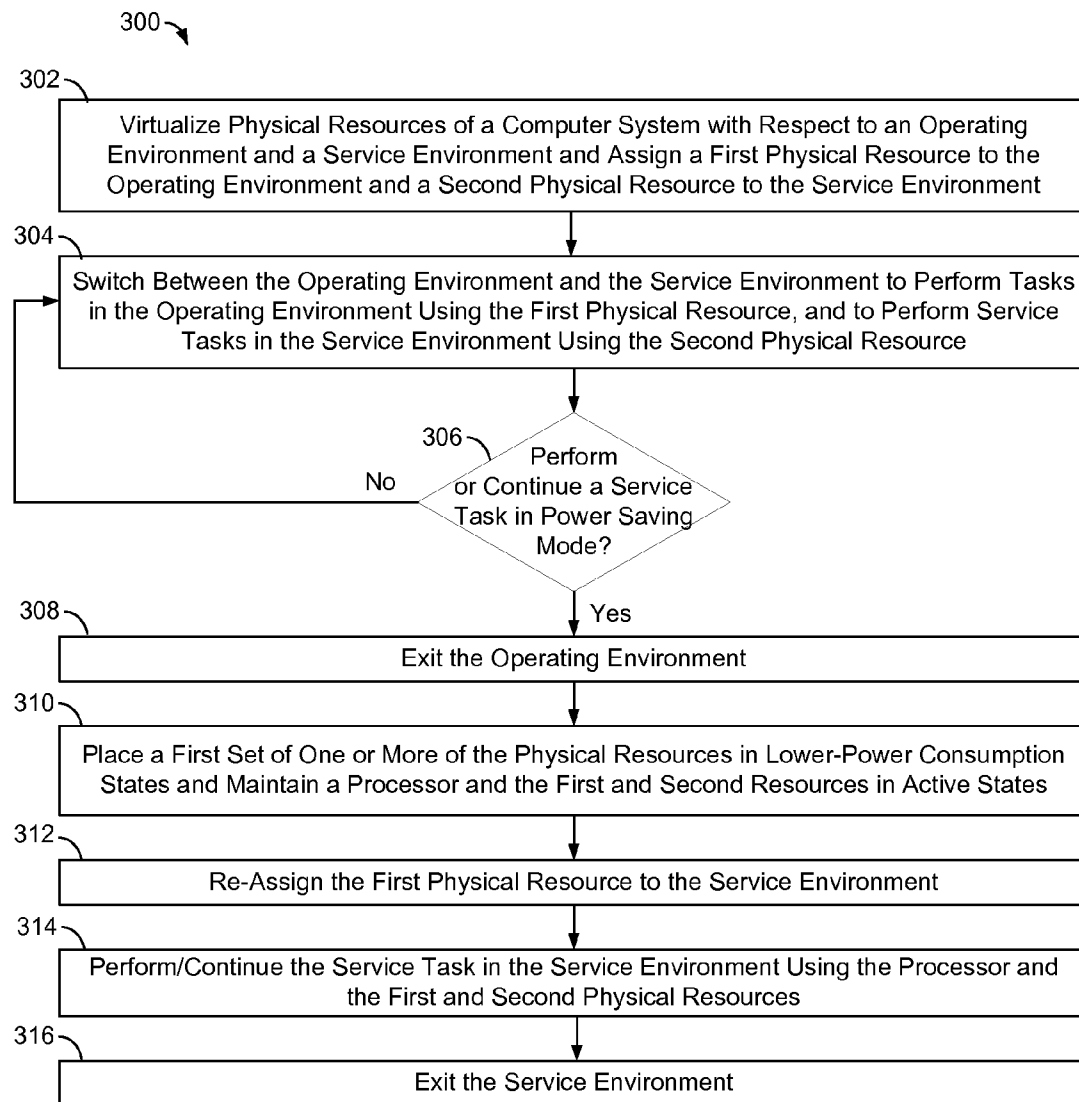 300
302
Virtualize Physical Resources of a Computer System with Respect to an Operating
Environment and a Service Environment and Assign a First Physical Resource to the
Operating Environment and a Second Physical Resource to the Service Environment
304
Switch Between the Operating Environment and the Service Environment to Perform Tasks
in the Operating Environment Using the First Physical Resource, and to Perform Service
Tasks in the Service Environment Using the Second Physical Resource
306
Perform
or Continue a Service
Task in Power Saving
Mode?
No
Yes
308
Exit the Operating Environment
310
Place a First Set of One or More of the Physical Resources in Lower-Power Consumption
States and Maintain a Processor and the First and Second Resources in Active States
312
Re-Assign the First Physical Resource to the Service Environment
314
Perform/Continue the Service Task in the Service Environment Using the Processor and
the First and Second Physical Resources
316
Exit the Service Environment